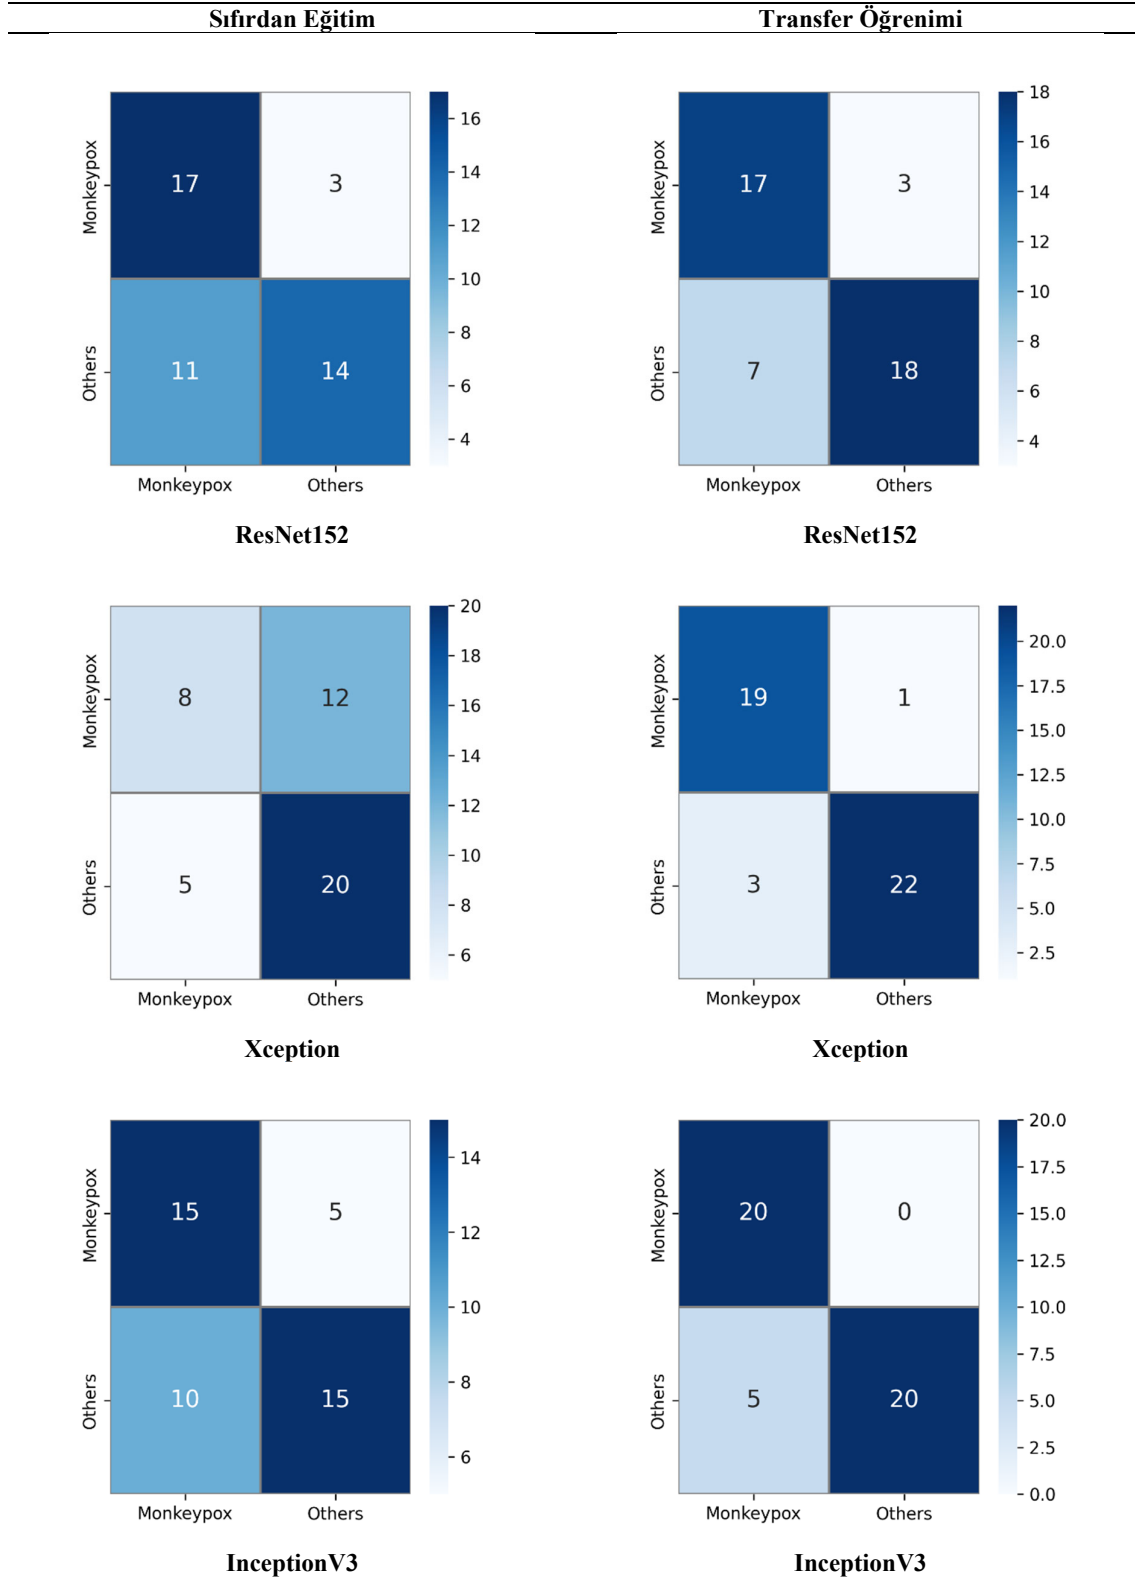 Sıfırdan Eğitim
Transfer Öğrenimi
Monkeypox
17
3
Others
11
14
Monkeypox
Others
16
14
12
10
8
6
4
ResNet152
Monkeypox
17
3
Others
7
18
Monkeypox
Others
18
16
14
12
10
8
6
4
ResNet152
Monkeypox
8
12
Others
5
20
Monkeypox
Others
20
18
16
14
12
10
8
6
Xception
Monkeypox
19
1
Others
3
22
Monkeypox
Others
20.0
17.5
15.0
12.5
10.0
7.5
5.0
2.5
Xception
Monkeypox
15
5
Others
10
15
Monkeypox
Others
14
12
10
8
6
InceptionV3
Monkeypox
20
0
Others
5
20
Monkeypox
Others
20.0
17.5
15.0
12.5
10.0
7.5
5.0
2.5
0.0
InceptionV3